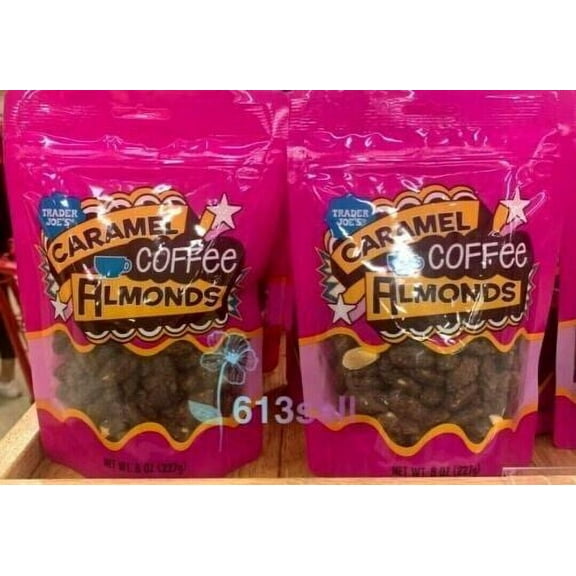 TRADER
JOE'S
CARAMEL
COFFee
ALMONDS
NET WT. 8 OZ (227g)
TRADER
JOE'S
CARAMEL
COFFee
ALMONDS
NET WT. 8 OZ (227g)
613sell